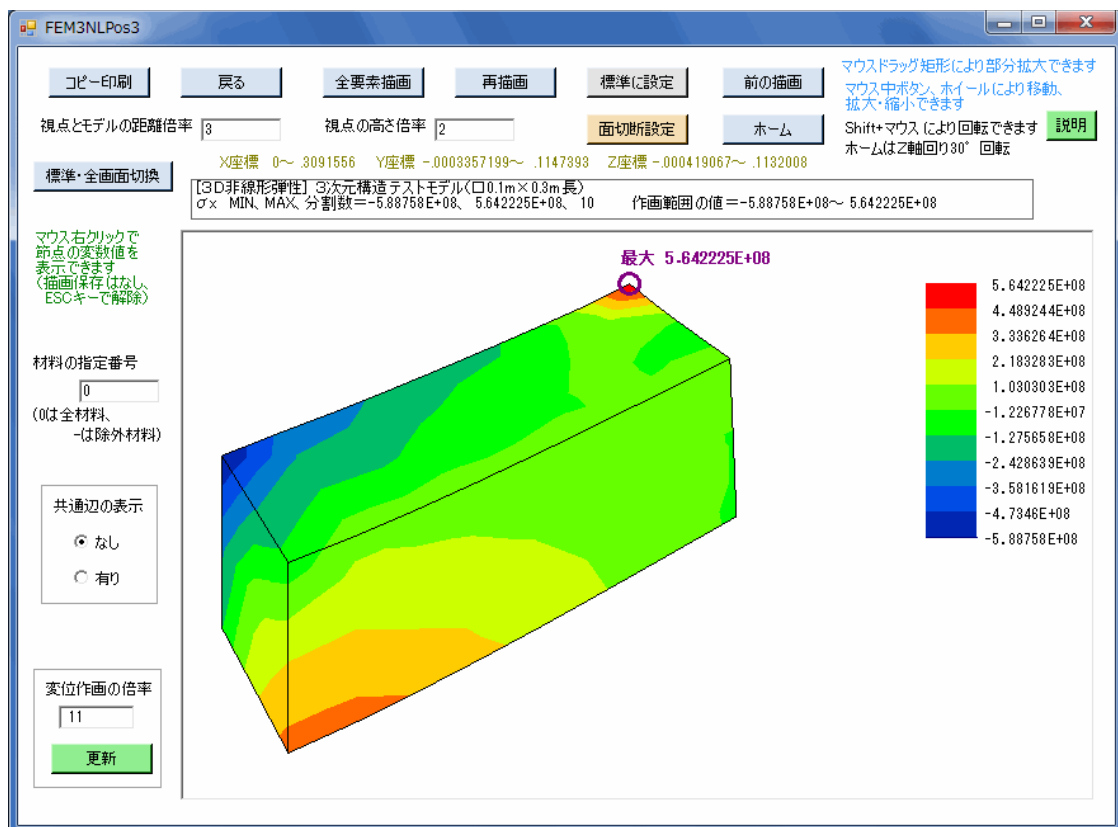 FEM3NLPos3
コピー印刷
戻る
全要素描画
再描画
標準に設定
前の描画
マウスドラッグ矩形により部分拡大できます
マウス中ボタン、ホイールにより移動、
拡大・縮小できます
視点とモデルの距離倍率 3
視点の高さ倍率 2
面切断設定
ホーム
Shift+マウス により回転できます
ホームはZ軸回り30° 回転
説明
標準・全画面切換
X座標 0～ .3091556 Y座標 -.0003357199～ .1147393 Z座標 -.000419067～ .1132008
[3D非線形弾性] 3次元構造テストモデル(口0.1m×0.3m長)
σx MIN、MAX、分割数=-5.88758E+08、 5.642225E+08、 10 作画範囲の値=-5.88758E+08～ 5.642225E+08
マウス右クリックで
節点の変数値を
表示できます
(描画保存はなし、
ESCキーで解除)
最大 5.642225E+08
5.642225E+08
4.489244E+08
3.336264E+08
2.183283E+08
1.030303E+08
-1.226778E+07
-1.275658E+08
-2.428639E+08
-3.581619E+08
-4.7346E+08
-5.88758E+08
材料の指定番号
0
(0は全材料、
-は除外材料)
共通辺の表示
なし
有り
変位作画の倍率
11
更新